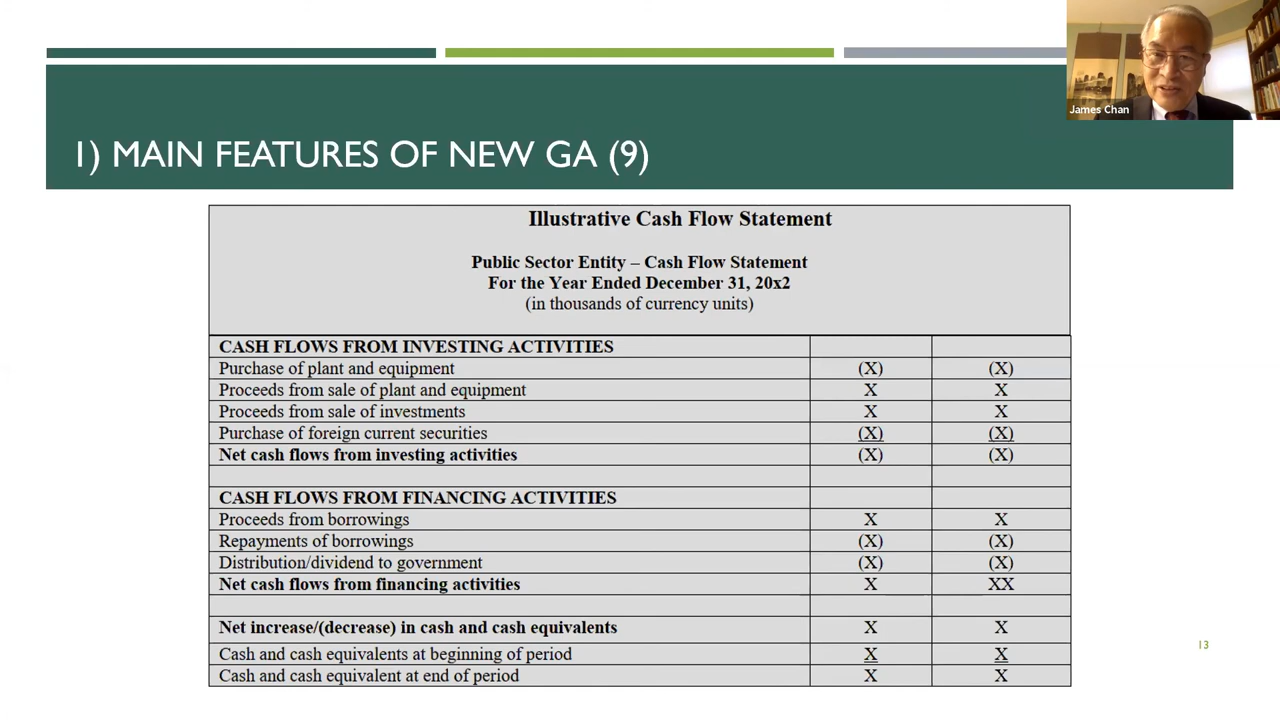 James Chan
1) MAIN FEATURES OF NEW GA (9)
Illustrative Cash Flow Statement
Public Sector Entity – Cash Flow Statement
For the Year Ended December 31, 20x2
(in thousands of currency units)
CASH FLOWS FROM INVESTING ACTIVITIES
Purchase of plant and equipment (X) (X)
Proceeds from sale of plant and equipment X X
Proceeds from sale of investments X X
Purchase of foreign current securities (X) (X)
Net cash flows from investing activities (X) (X)
CASH FLOWS FROM FINANCING ACTIVITIES
Proceeds from borrowings X X
Repayments of borrowings (X) (X)
Distribution/dividend to government (X) (X)
Net cash flows from financing activities X XX
Net increase/(decrease) in cash and cash equivalents X X
Cash and cash equivalents at beginning of period X X
Cash and cash equivalent at end of period X X
13